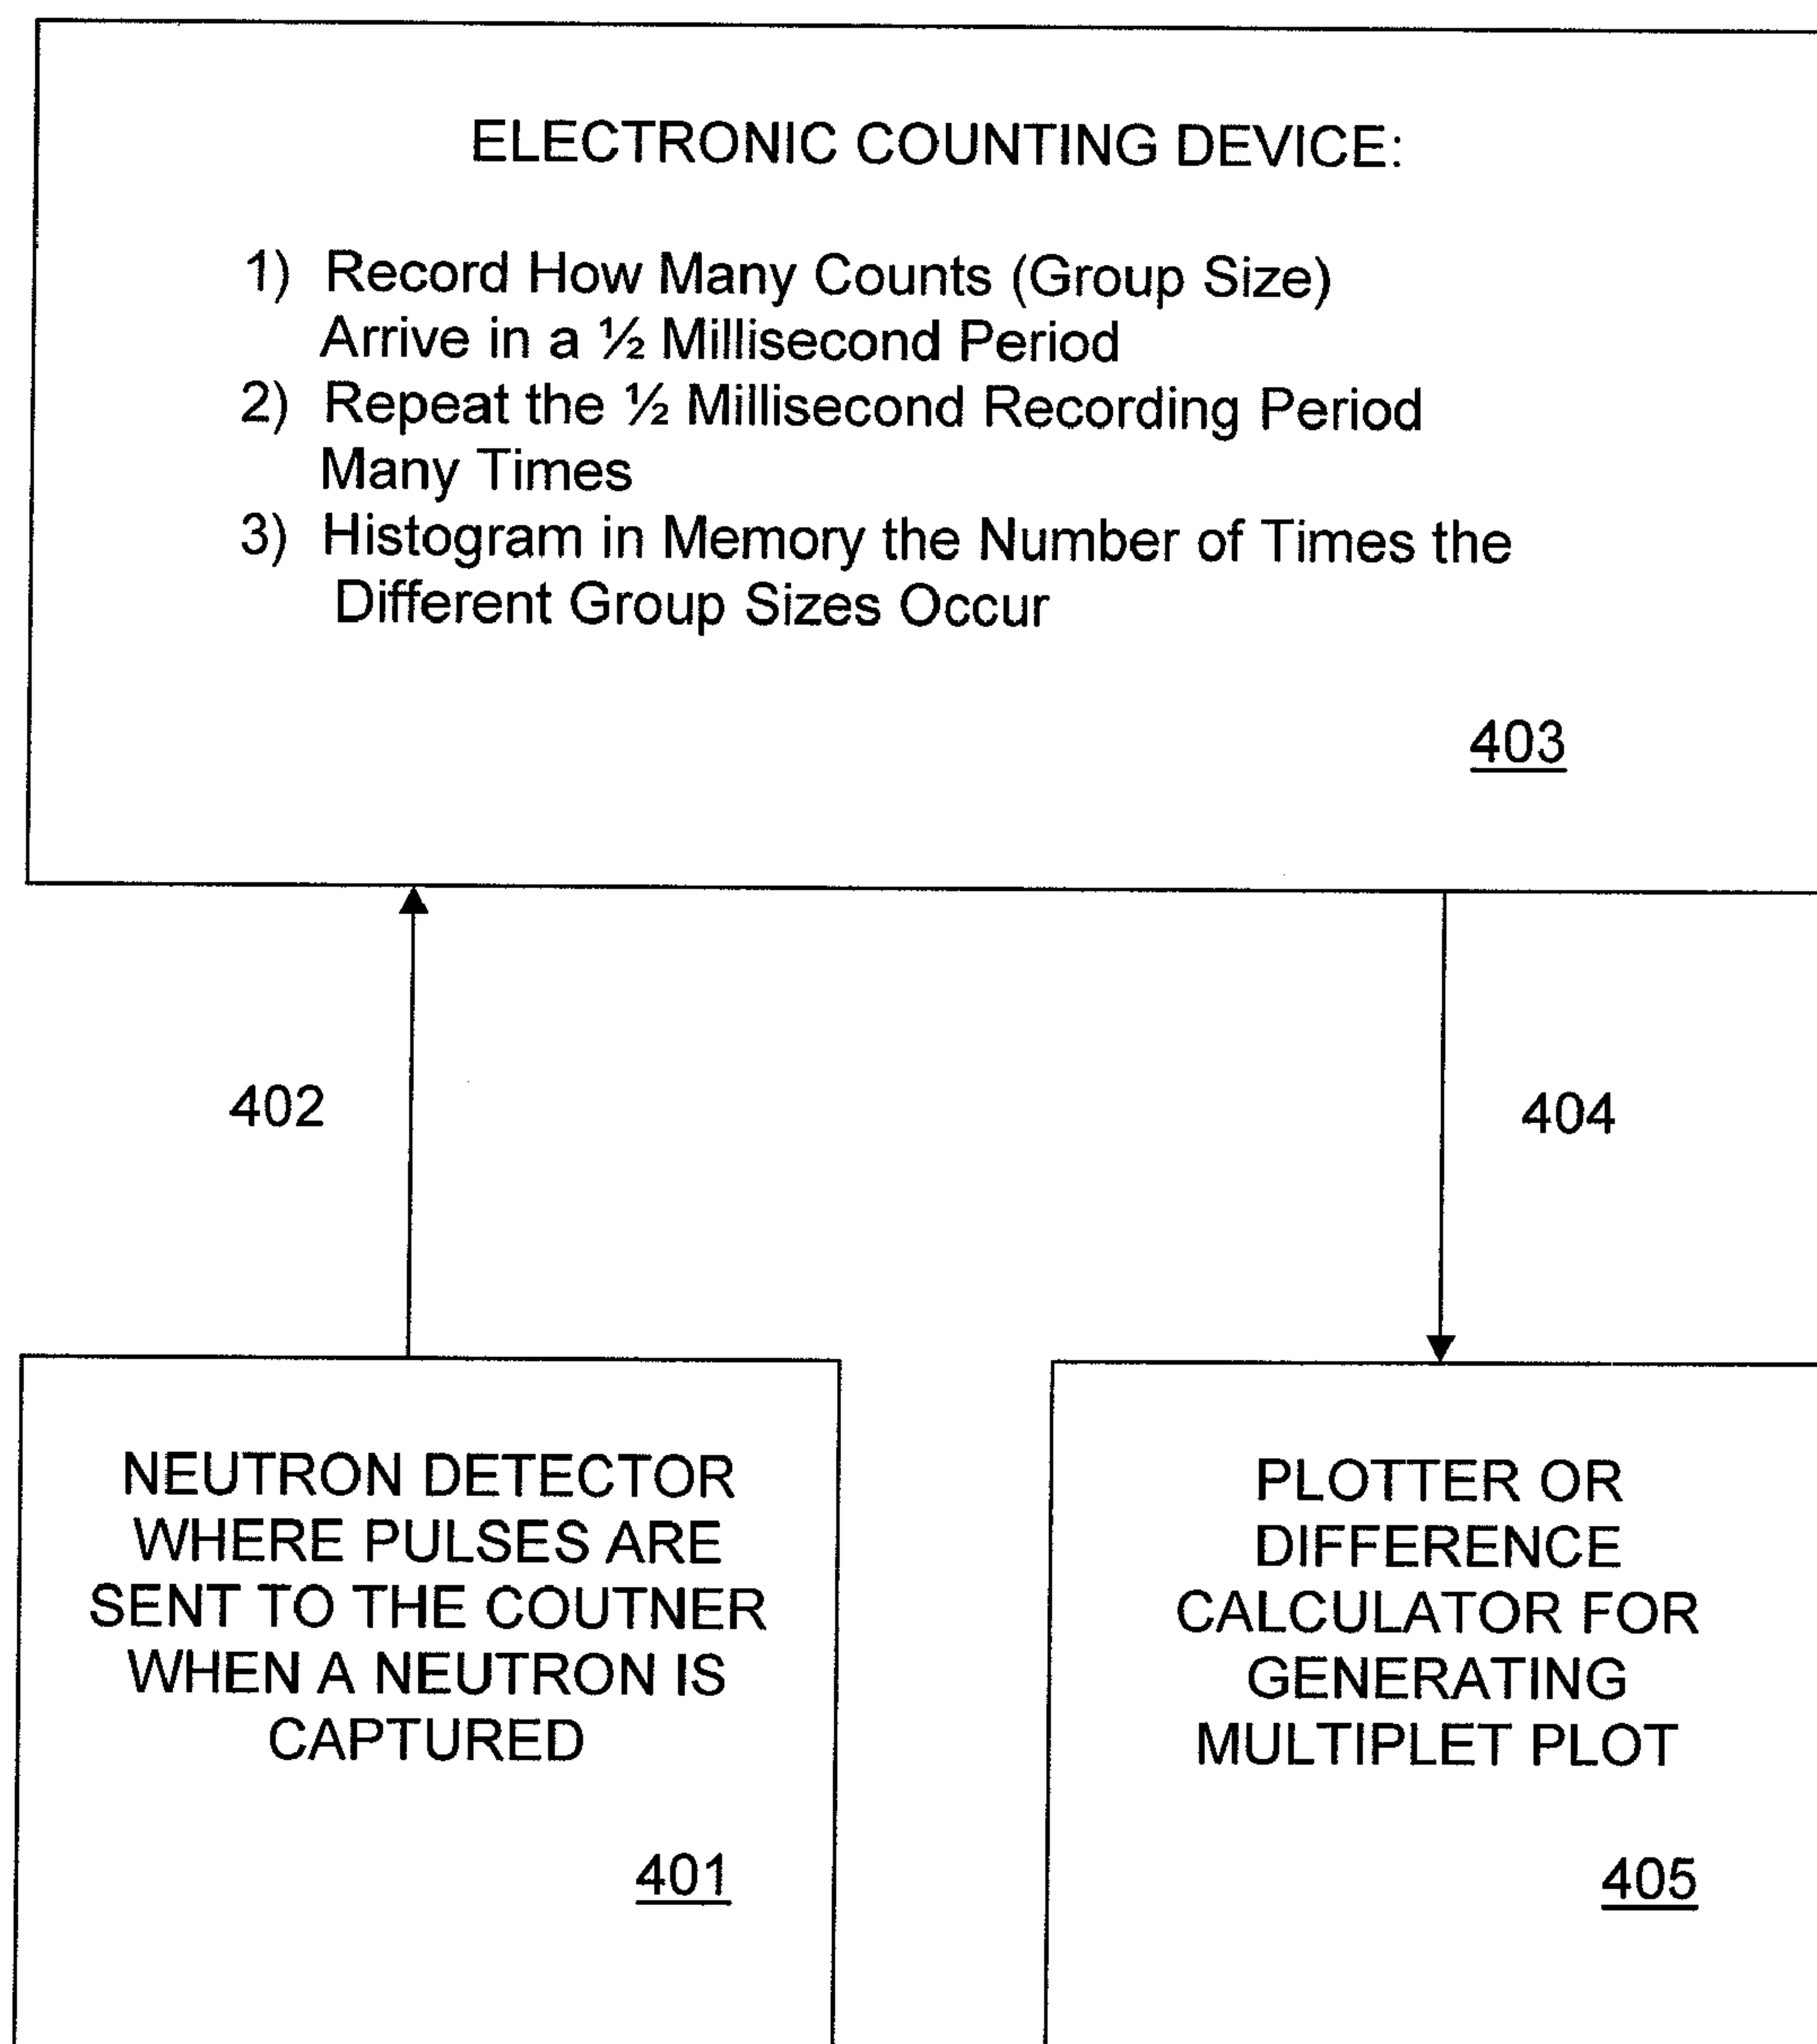 ELECTRONIC COUNTING DEVICE:
1) Record How Many Counts (Group Size)
Arrive in a ½ Millisecond Period
2) Repeat the ½ Millisecond Recording Period
Many Times
3) Histogram in Memory the Number of Times the
Different Group Sizes Occur
403
402
404
NEUTRON DETECTOR
WHERE PULSES ARE
SENT TO THE COUTNER
WHEN A NEUTRON IS
CAPTURED
401
PLOTTER OR
DIFFERENCE
CALCULATOR FOR
GENERATING
MULTIPLET PLOT
405